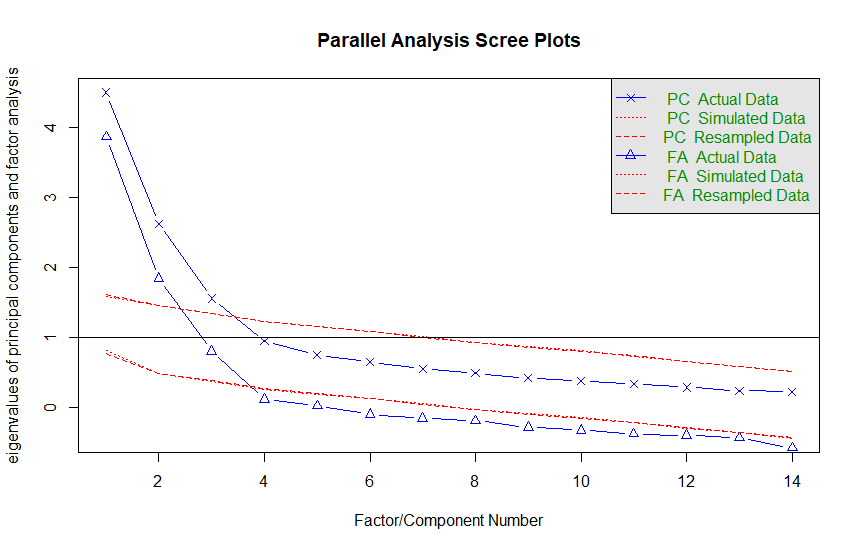 Parallel Analysis Scree Plots
eigenvalues of principal components and factor analysis
4
3
2
1
0
PC Actual Data
PC Simulated Data
PC Resampled Data
FA Actual Data
FA Simulated Data
FA Resampled Data
2 4 6 8 10 12 14
Factor/Component Number